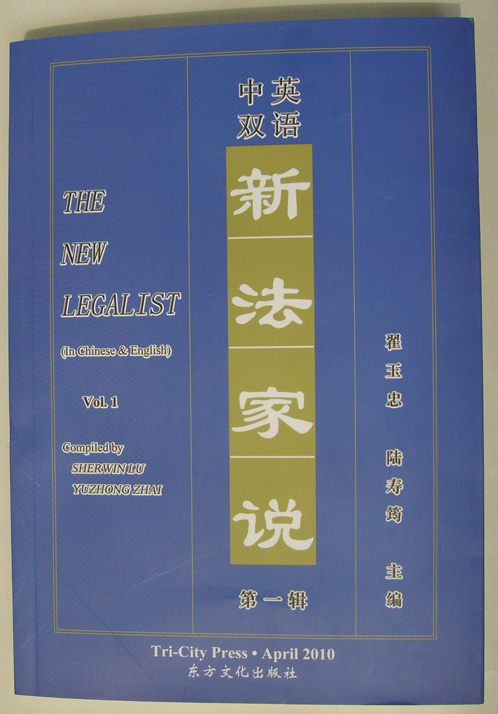 中英
双语
新法家说
第一辑
THE
NEW
LEGALIST
(In Chinese & English)
Vol. 1
Compiled by
SHERWIN LU
YUZHONG ZHAI
翟玉忠 陆寿筠 主编
Tri-City Press • April 2010
东方文化出版社